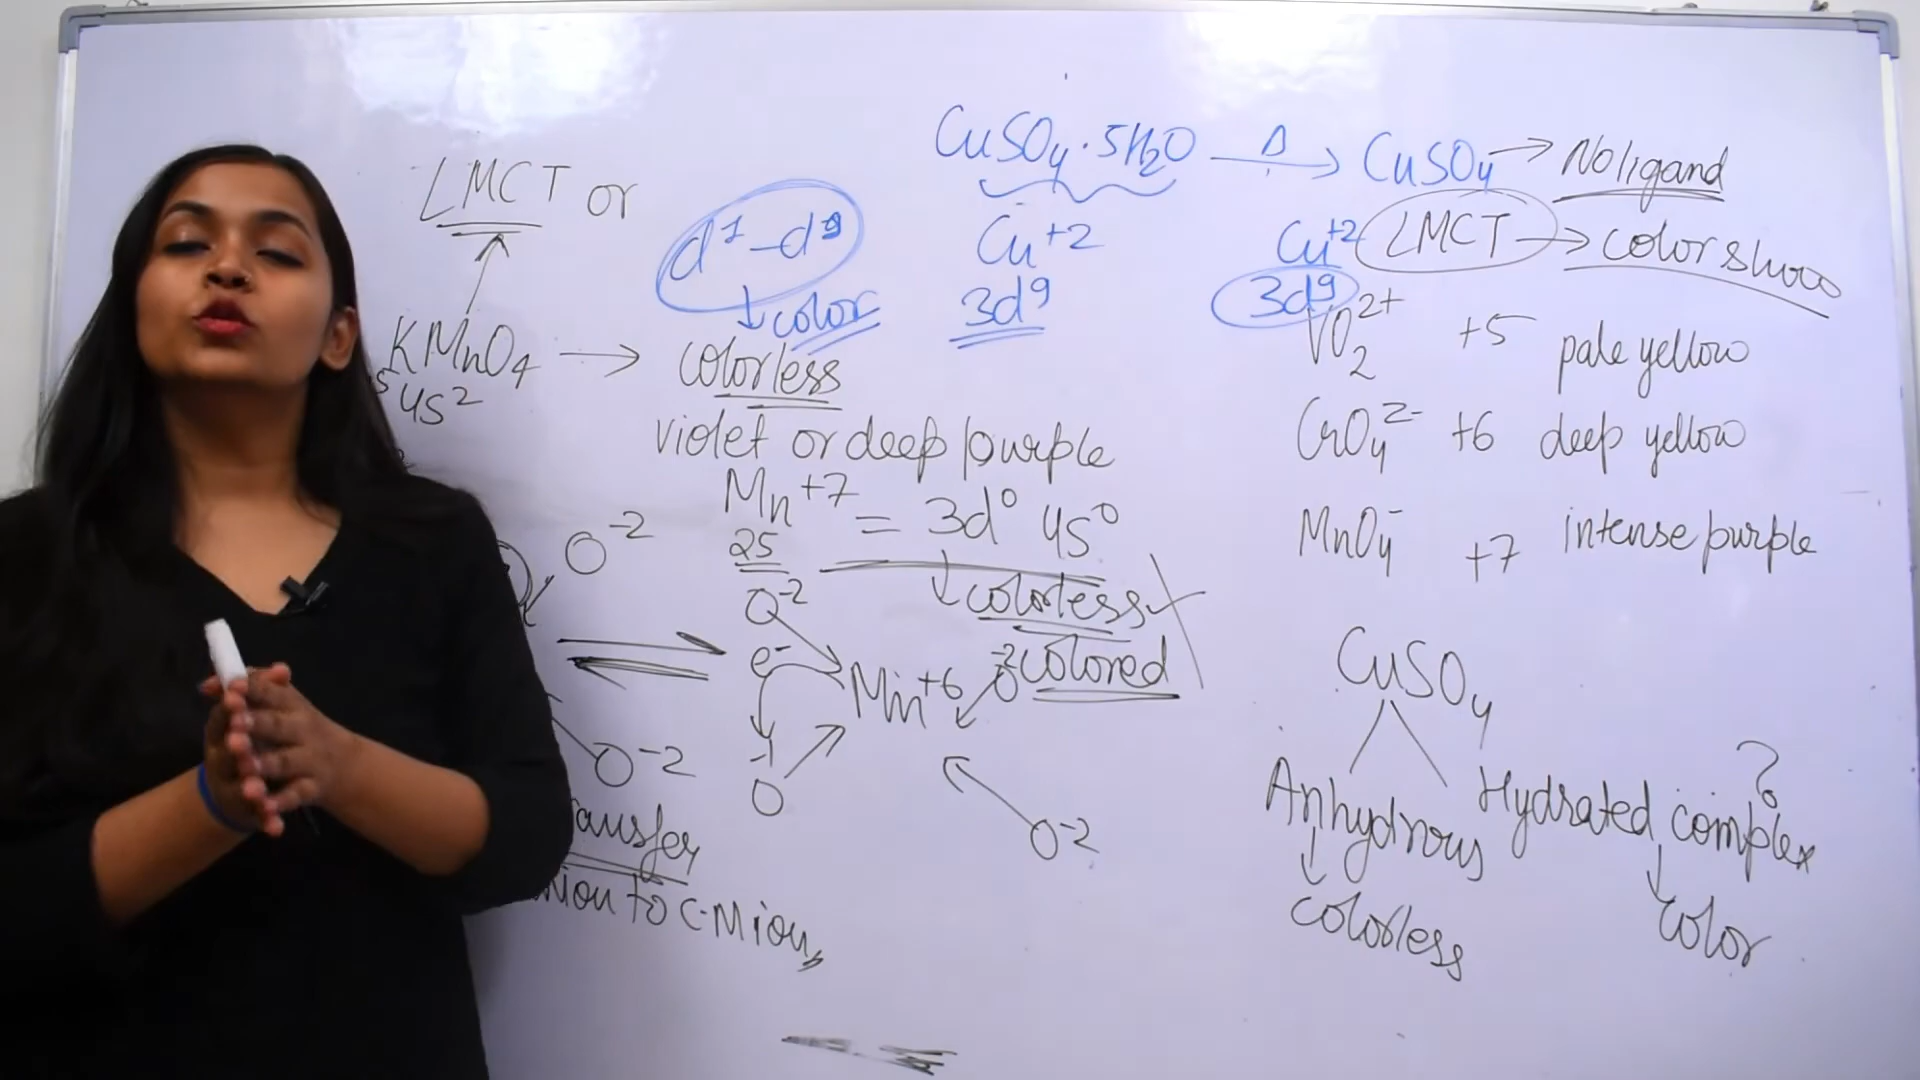 LMCT or
KMnO4 → colorless
4s²
violet or deep purple
d¹-d⁹
↓ color
CuSO4·5H2O —Δ→ CuSO4 → No ligand
Cu+2
3d⁹
Cu+2 LMCT → color show
3d⁹
VO2 2+ +5 pale yellow
CrO4 2- +6 deep yellow
MnO4- +7 intense purple
Mn+7 = 3d⁰ 4s⁰
25
↓ colorless
colored
O-2
O-2
e-
Mn+6
-2 O
-1
O
O-2
O-2
ansfer
to C.M ion
CuSO4
Anhydrous Hydrated complex ?
↓ ↓
colorless color